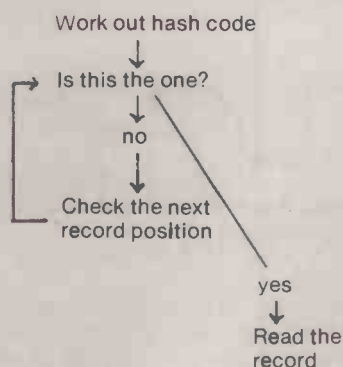 Work out hash code
Is this the one?
no
Check the next
record position
yes
Read the
record